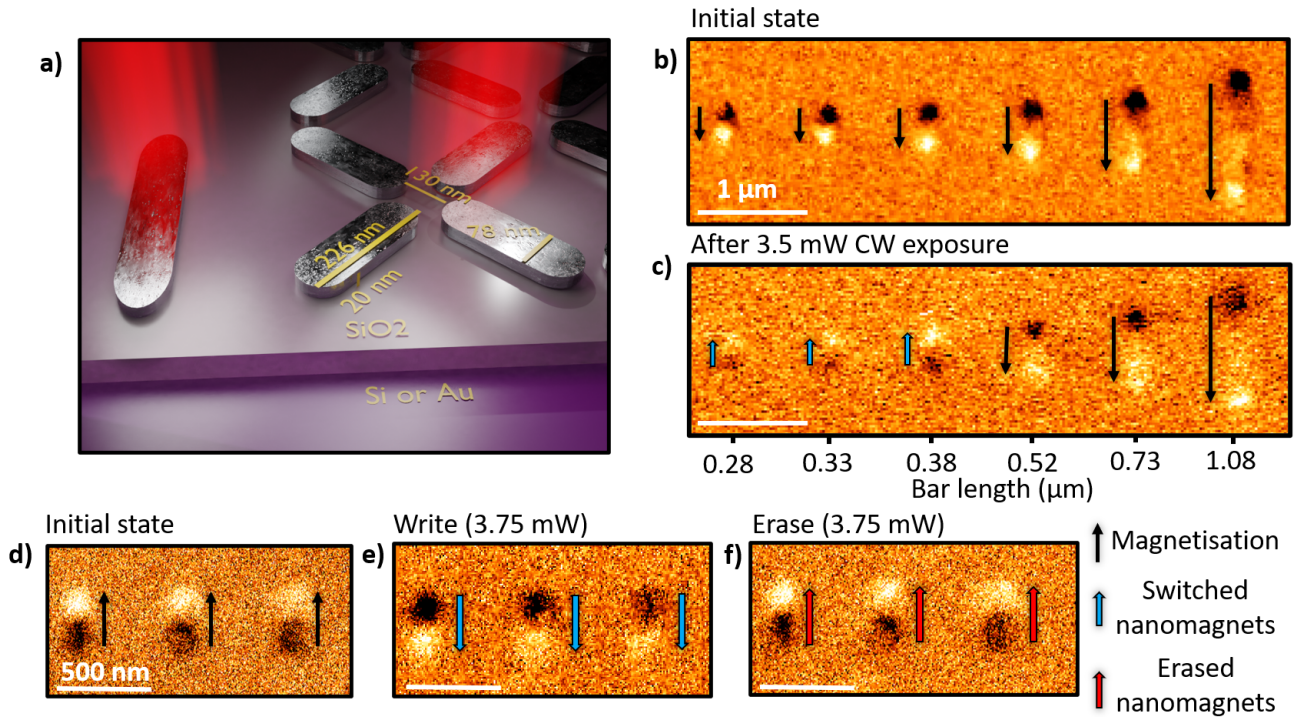 a)
130 nm
226 nm
78 nm
20 nm
SiO2
Si or Au
Initial state
b)
1 µm
After 3.5 mW CW exposure
c)
0.28 0.33 0.38 0.52 0.73 1.08
Bar length (µm)
Initial state
d)
500 nm
Write (3.75 mW)
e)
Erase (3.75 mW)
f)
Magnetisation
Switched
nanomagnets
Erased
nanomagnets